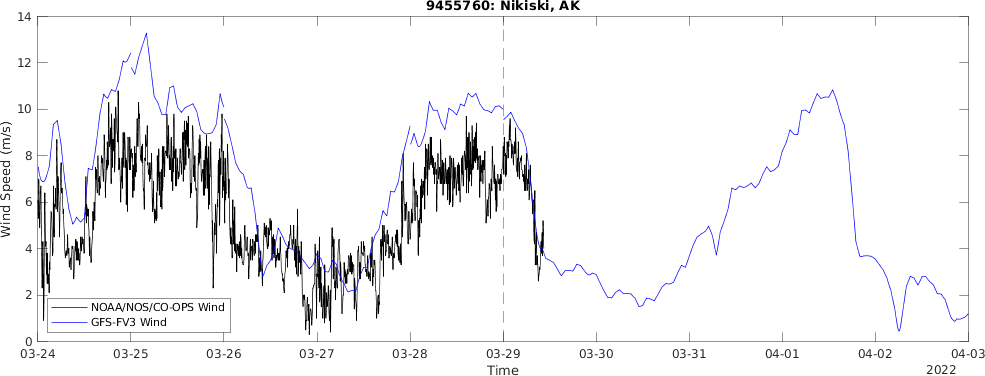 9455760: Nikiski, AK
14
12
10
8
6
4
2
0
Wind Speed (m/s)
NOAA/NOS/CO-OPS Wind
GFS-FV3 Wind
03-24 03-25 03-26 03-27 03-28 03-29 03-30 03-31 04-01 04-02 04-03
Time
2022